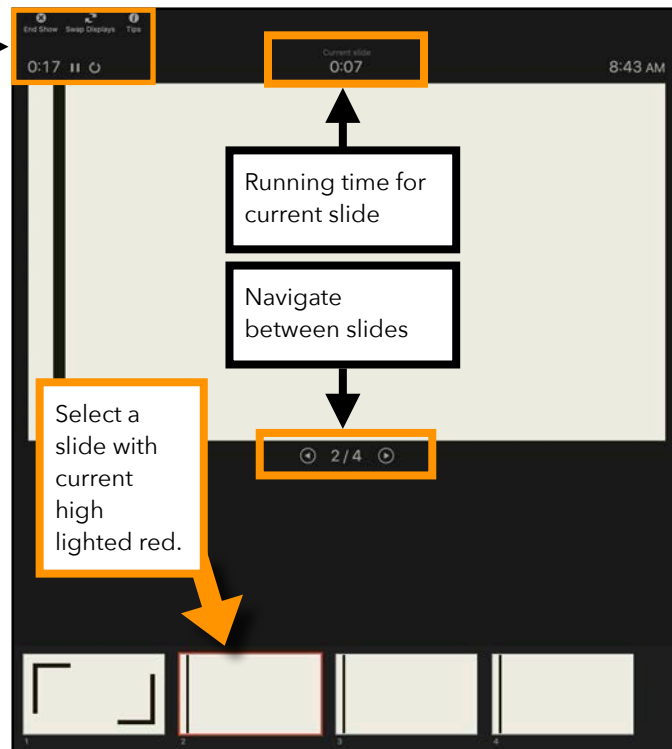 End Show Swap Displays Tips
Current slide
0:17 0:07 8:43 AM
Running time for
current slide
Navigate
between slides
Select a
slide with
current
high
lighted red.
2/4
1 2 3 4